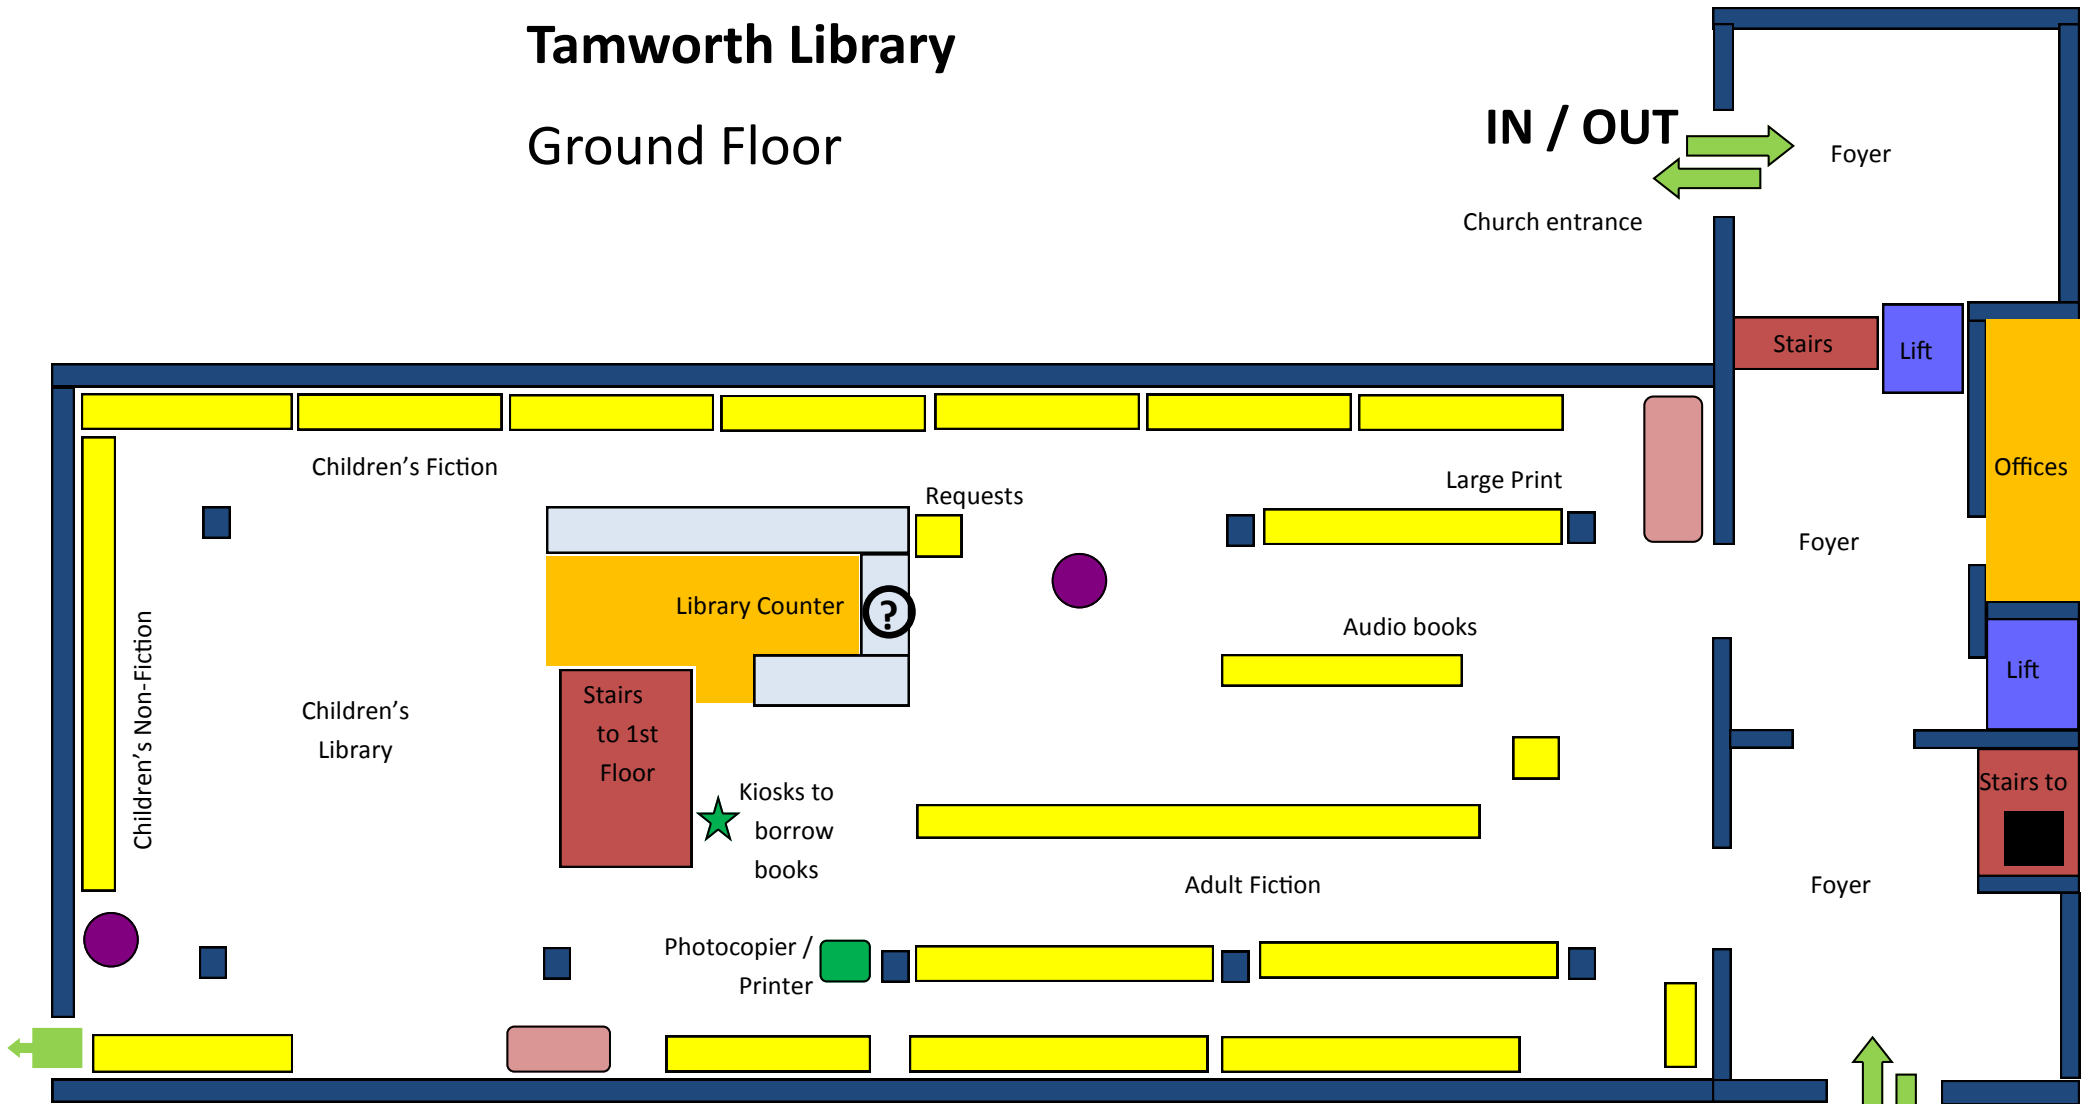 Tamworth Library
Ground Floor
IN / OUT
Foyer
Church entrance
Stairs
Lift
Children’s Fiction
Requests
Large Print
Offices
Foyer
Library Counter
?
Audio books
Children’s Non-Fiction
Children’s
Library
Stairs
to 1st
Floor
Lift
Kiosks to
borrow
books
Stairs to
Adult Fiction
Foyer
Photocopier /
Printer